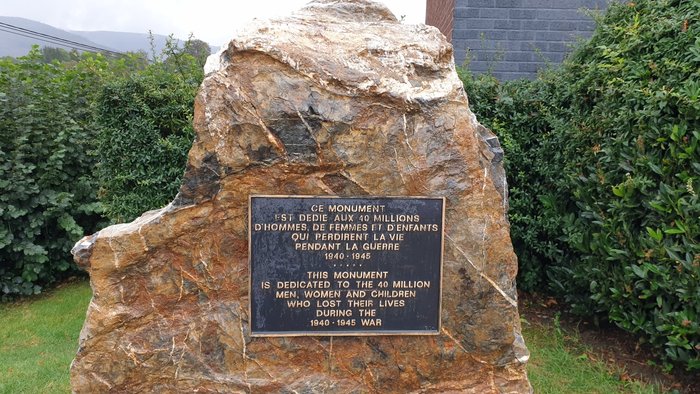 CE MONUMENT
EST DEDIE AUX 40 MILLIONS
D'HOMMES, DE FEMMES ET D'ENFANTS
QUI PERDIRENT LA VIE
PENDANT LA GUERRE
1940 - 1945
.....
THIS MONUMENT
IS DEDICATED TO THE 40 MILLION
MEN, WOMEN AND CHILDREN
WHO LOST THEIR LIVES
DURING THE
1940 - 1945 WAR